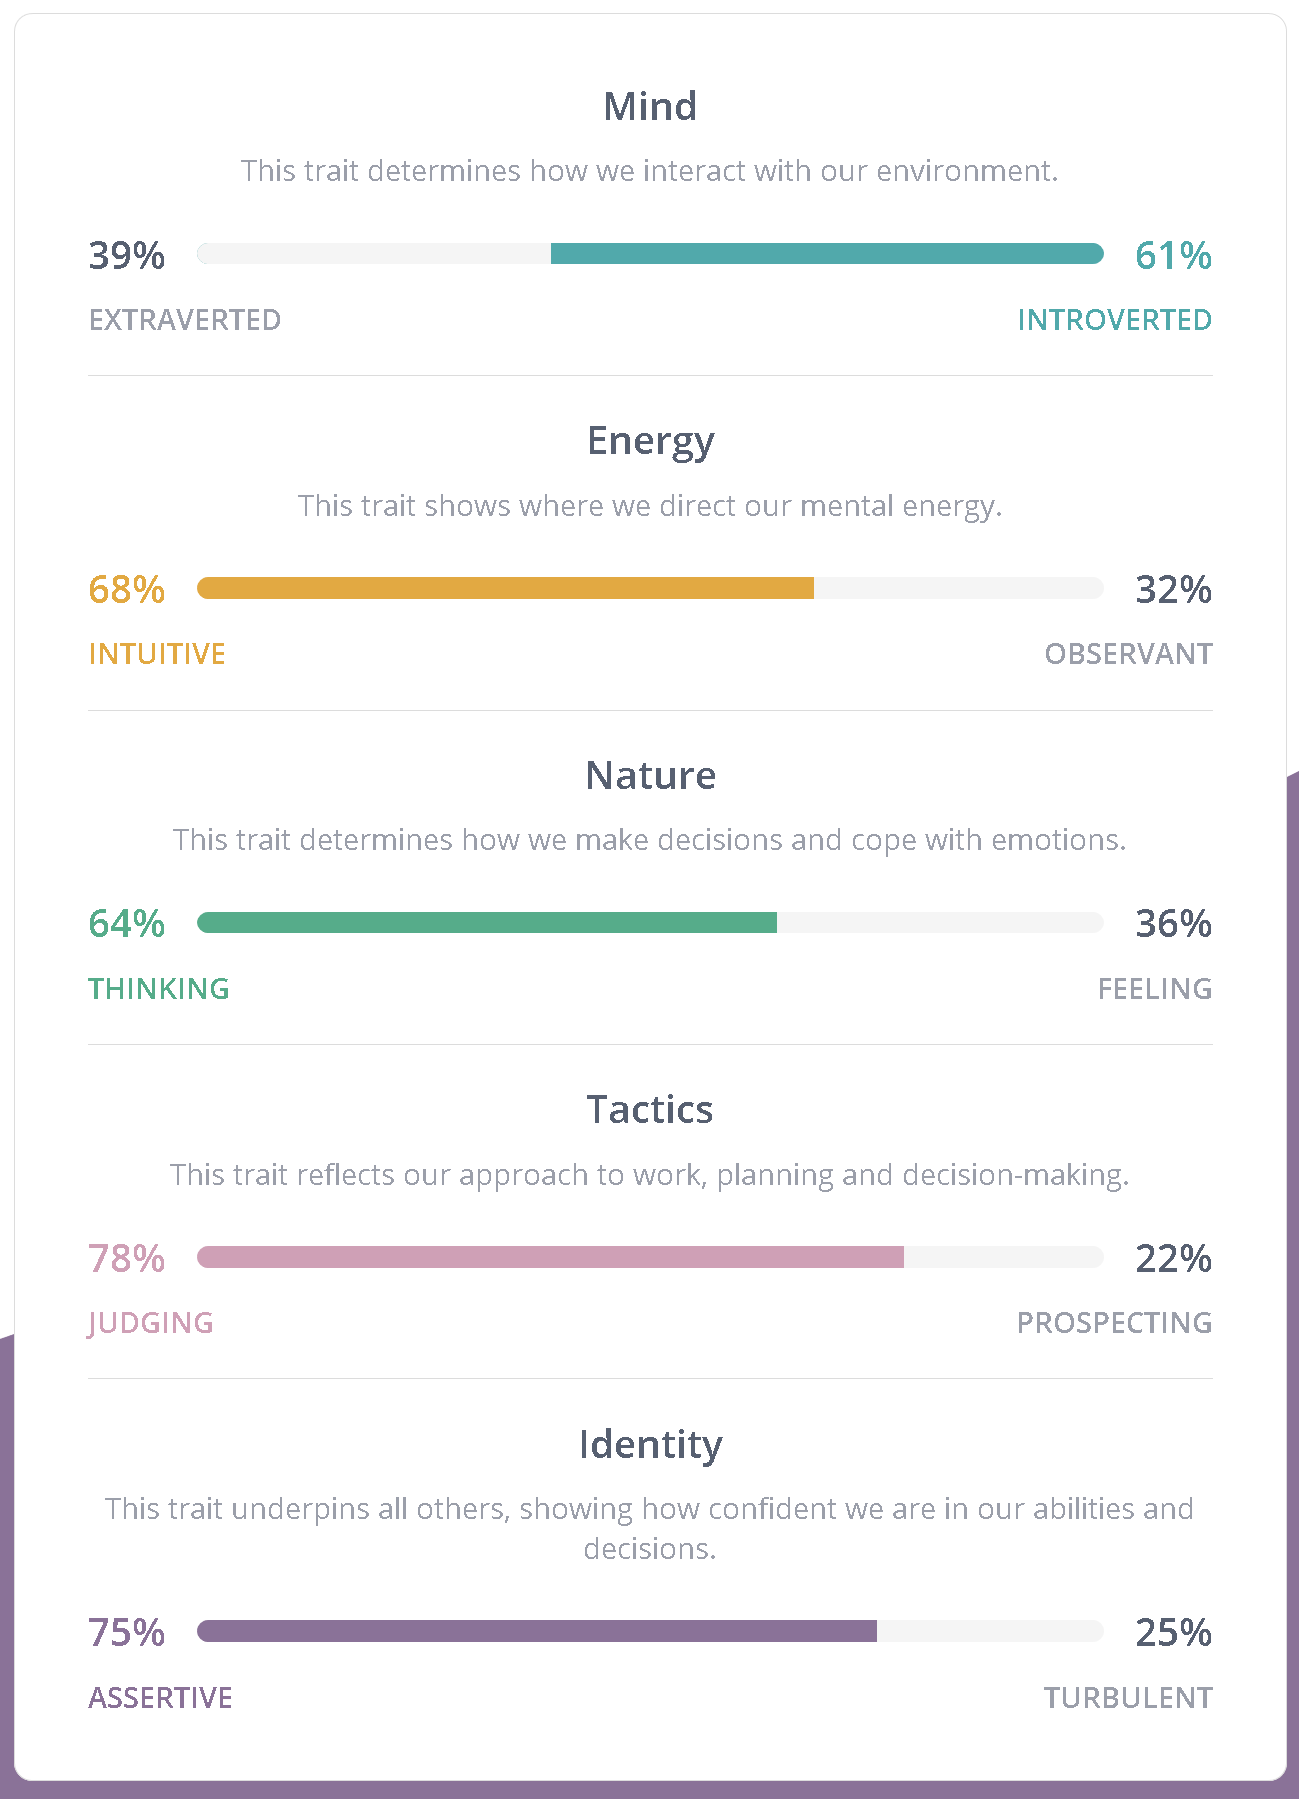 Mind
This trait determines how we interact with our environment.
39% 61%
EXTRAVERTED INTROVERTED
Energy
This trait shows where we direct our mental energy.
68% 32%
INTUITIVE OBSERVANT
Nature
This trait determines how we make decisions and cope with emotions.
64% 36%
THINKING FEELING
Tactics
This trait reflects our approach to work, planning and decision-making.
78% 22%
JUDGING PROSPECTING
Identity
This trait underpins all others, showing how confident we are in our abilities and
decisions.
75% 25%
ASSERTIVE TURBULENT